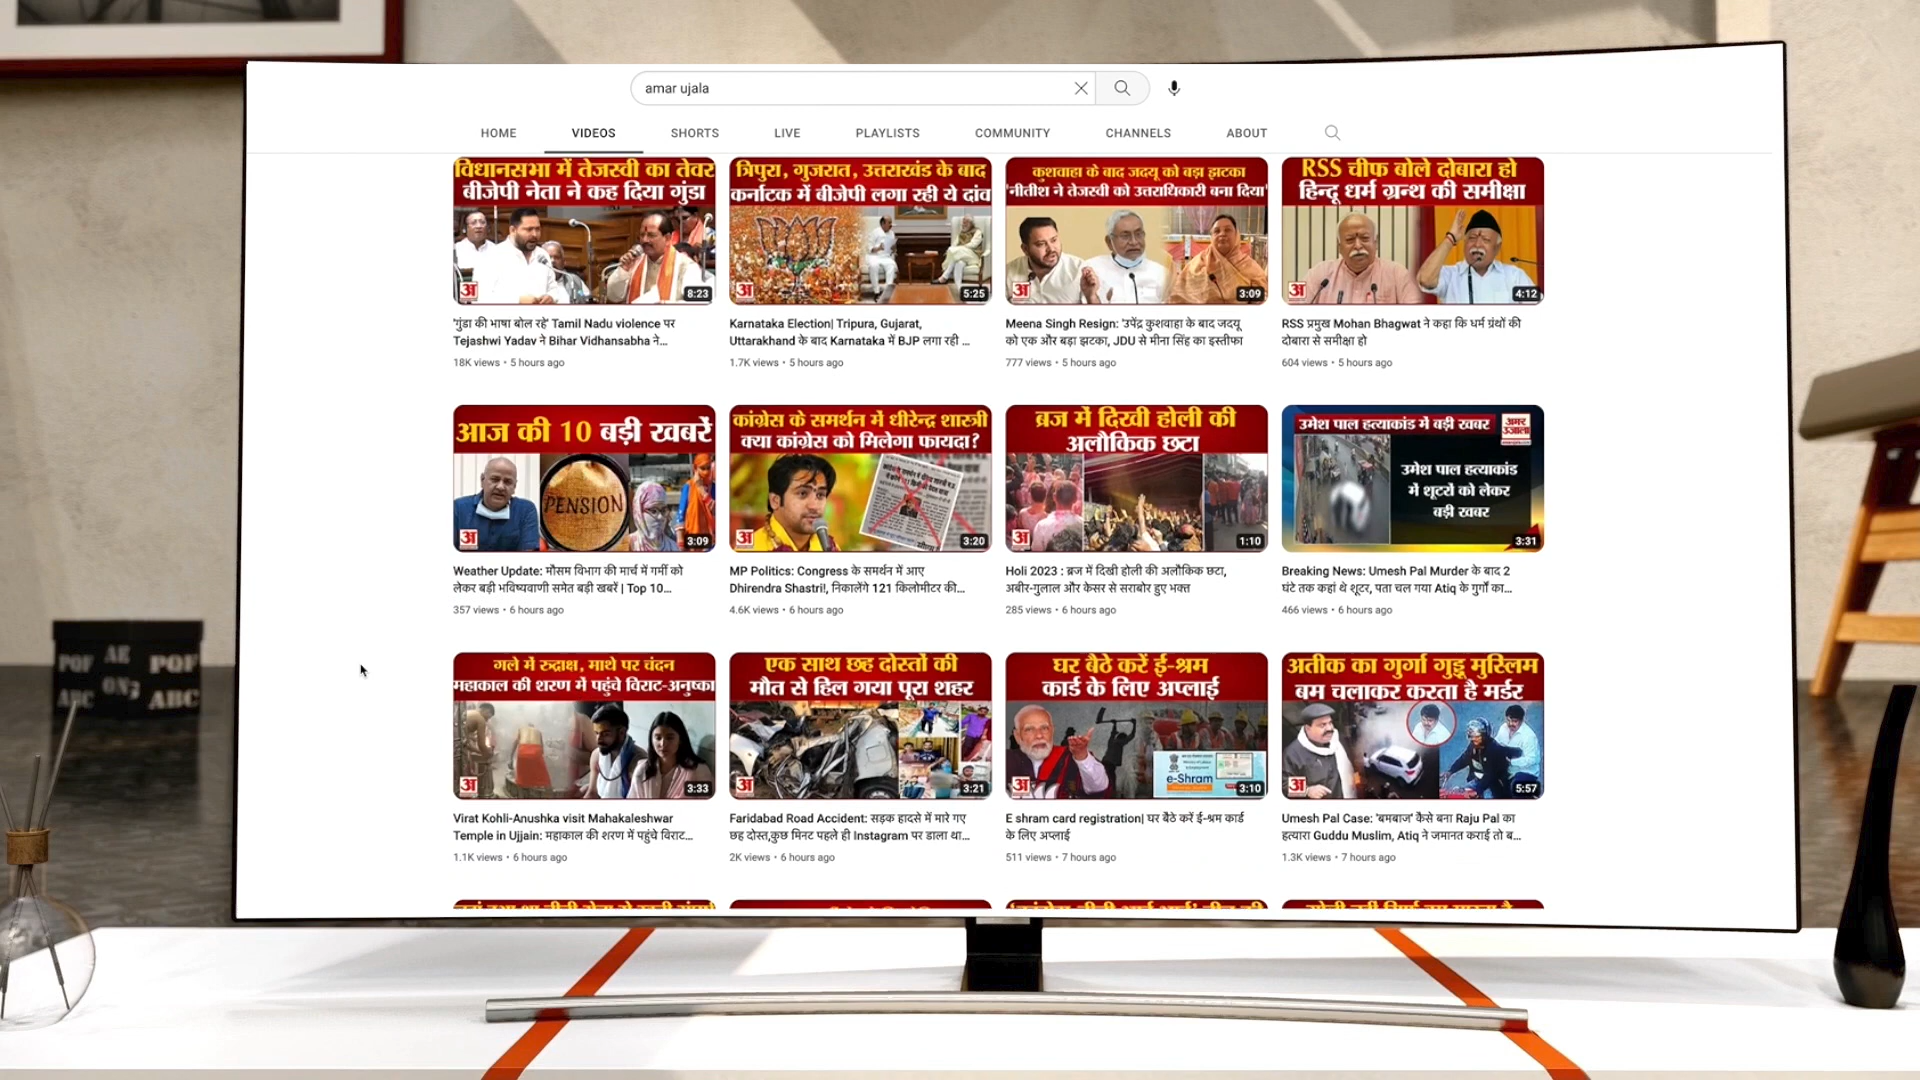 amar ujala
HOME VIDEOS SHORTS LIVE PLAYLISTS COMMUNITY CHANNELS ABOUT
विधानसभा में तेजस्वी का तेवर
बीजेपी नेता ने कह दिया गुंडा
8:23
'गुंडा की भाषा बोल रहे' Tamil Nadu violence पर
Tejashwi Yadav ने Bihar Vidhansabha ने...
18K views • 5 hours ago
त्रिपुरा, गुजरात, उत्तराखंड के बाद
कर्नाटक में बीजेपी लगा रही ये दांव
अ
5:25
Karnataka Election| Tripura, Gujarat,
Uttarakhand के बाद Karnataka में BJP लगा रही ...
1.7K views • 5 hours ago
कुशवाहा के बाद जदयू को बड़ा झटका
'नीतीश ने तेजस्वी को उत्तराधिकारी बना दिया'
अ
3:09
Meena Singh Resign: 'उपेंद्र कुशवाहा के बाद जदयू
को एक और बड़ा झटका, JDU से मीना सिंह का इस्तीफा
777 views • 5 hours ago
RSS चीफ बोले दोबारा हो
हिन्दू धर्म ग्रन्थ की समीक्षा
अ
4:12
RSS प्रमुख Mohan Bhagwat ने कहा कि धर्म ग्रंथों की
दोबारा से समीक्षा हो
604 views • 5 hours ago
आज की 10 बड़ी खबरें
PENSION
अ
3:09
Weather Update: मौसम विभाग की मार्च में गर्मी को
लेकर बड़ी भविष्यवाणी समेत बड़ी खबरें | Top 10...
357 views • 6 hours ago
कांग्रेस के समर्थन में धीरेन्द्र शास्त्री
क्या कांग्रेस को मिलेगा फायदा?
अ
3:20
MP Politics: Congress के समर्थन में आए
Dhirendra Shastri!, निकालेंगे 121 किलोमीटर की...
4.6K views • 6 hours ago
ब्रज में दिखी होली की
अलौकिक छटा
अ
1:10
Holi 2023 : ब्रज में दिखी होली की अलौकिक छटा,
अबीर-गुलाल और केसर से सराबोर हुए भक्त
285 views • 6 hours ago
उमेश पाल हत्याकांड में बड़ी खबर
अमर
उजाला
उमेश पाल हत्याकांड
में शूटरों को लेकर
बड़ी खबर
3:31
Breaking News: Umesh Pal Murder के बाद 2
घंटे तक कहां थे शूटर, पता चल गया Atiq के गुर्गों का...
466 views • 6 hours ago
गले में रुद्राक्ष, माथे पर चंदन
महाकाल की शरण में पहुंचे विराट-अनुष्का
अ
3:33
Virat Kohli-Anushka visit Mahakaleshwar
Temple in Ujjain: महाकाल की शरण में पहुंचे विराट...
1.1K views • 6 hours ago
एक साथ छह दोस्तों की
मौत से हिल गया पूरा शहर
3:21
Faridabad Road Accident: सड़क हादसे में मारे गए
छह दोस्त,कुछ मिनट पहले ही Instagram पर डाला था...
2K views • 6 hours ago
घर बैठे करें ई-श्रम
कार्ड के लिए अप्लाई
e-Shram
अ
3:10
E shram card registration| घर बैठे करें ई-श्रम कार्ड
के लिए अप्लाई
511 views • 7 hours ago
अतीक का गुर्गा गुड्डू मुस्लिम
बम चलाकर करता है मर्डर
अ
5:57
Umesh Pal Case: 'बमबाज' कैसे बना Raju Pal का
हत्यारा Guddu Muslim, Atiq ने जमानत कराई तो ब...
1.3K views • 7 hours ago
POF AE POF
ABC ABC